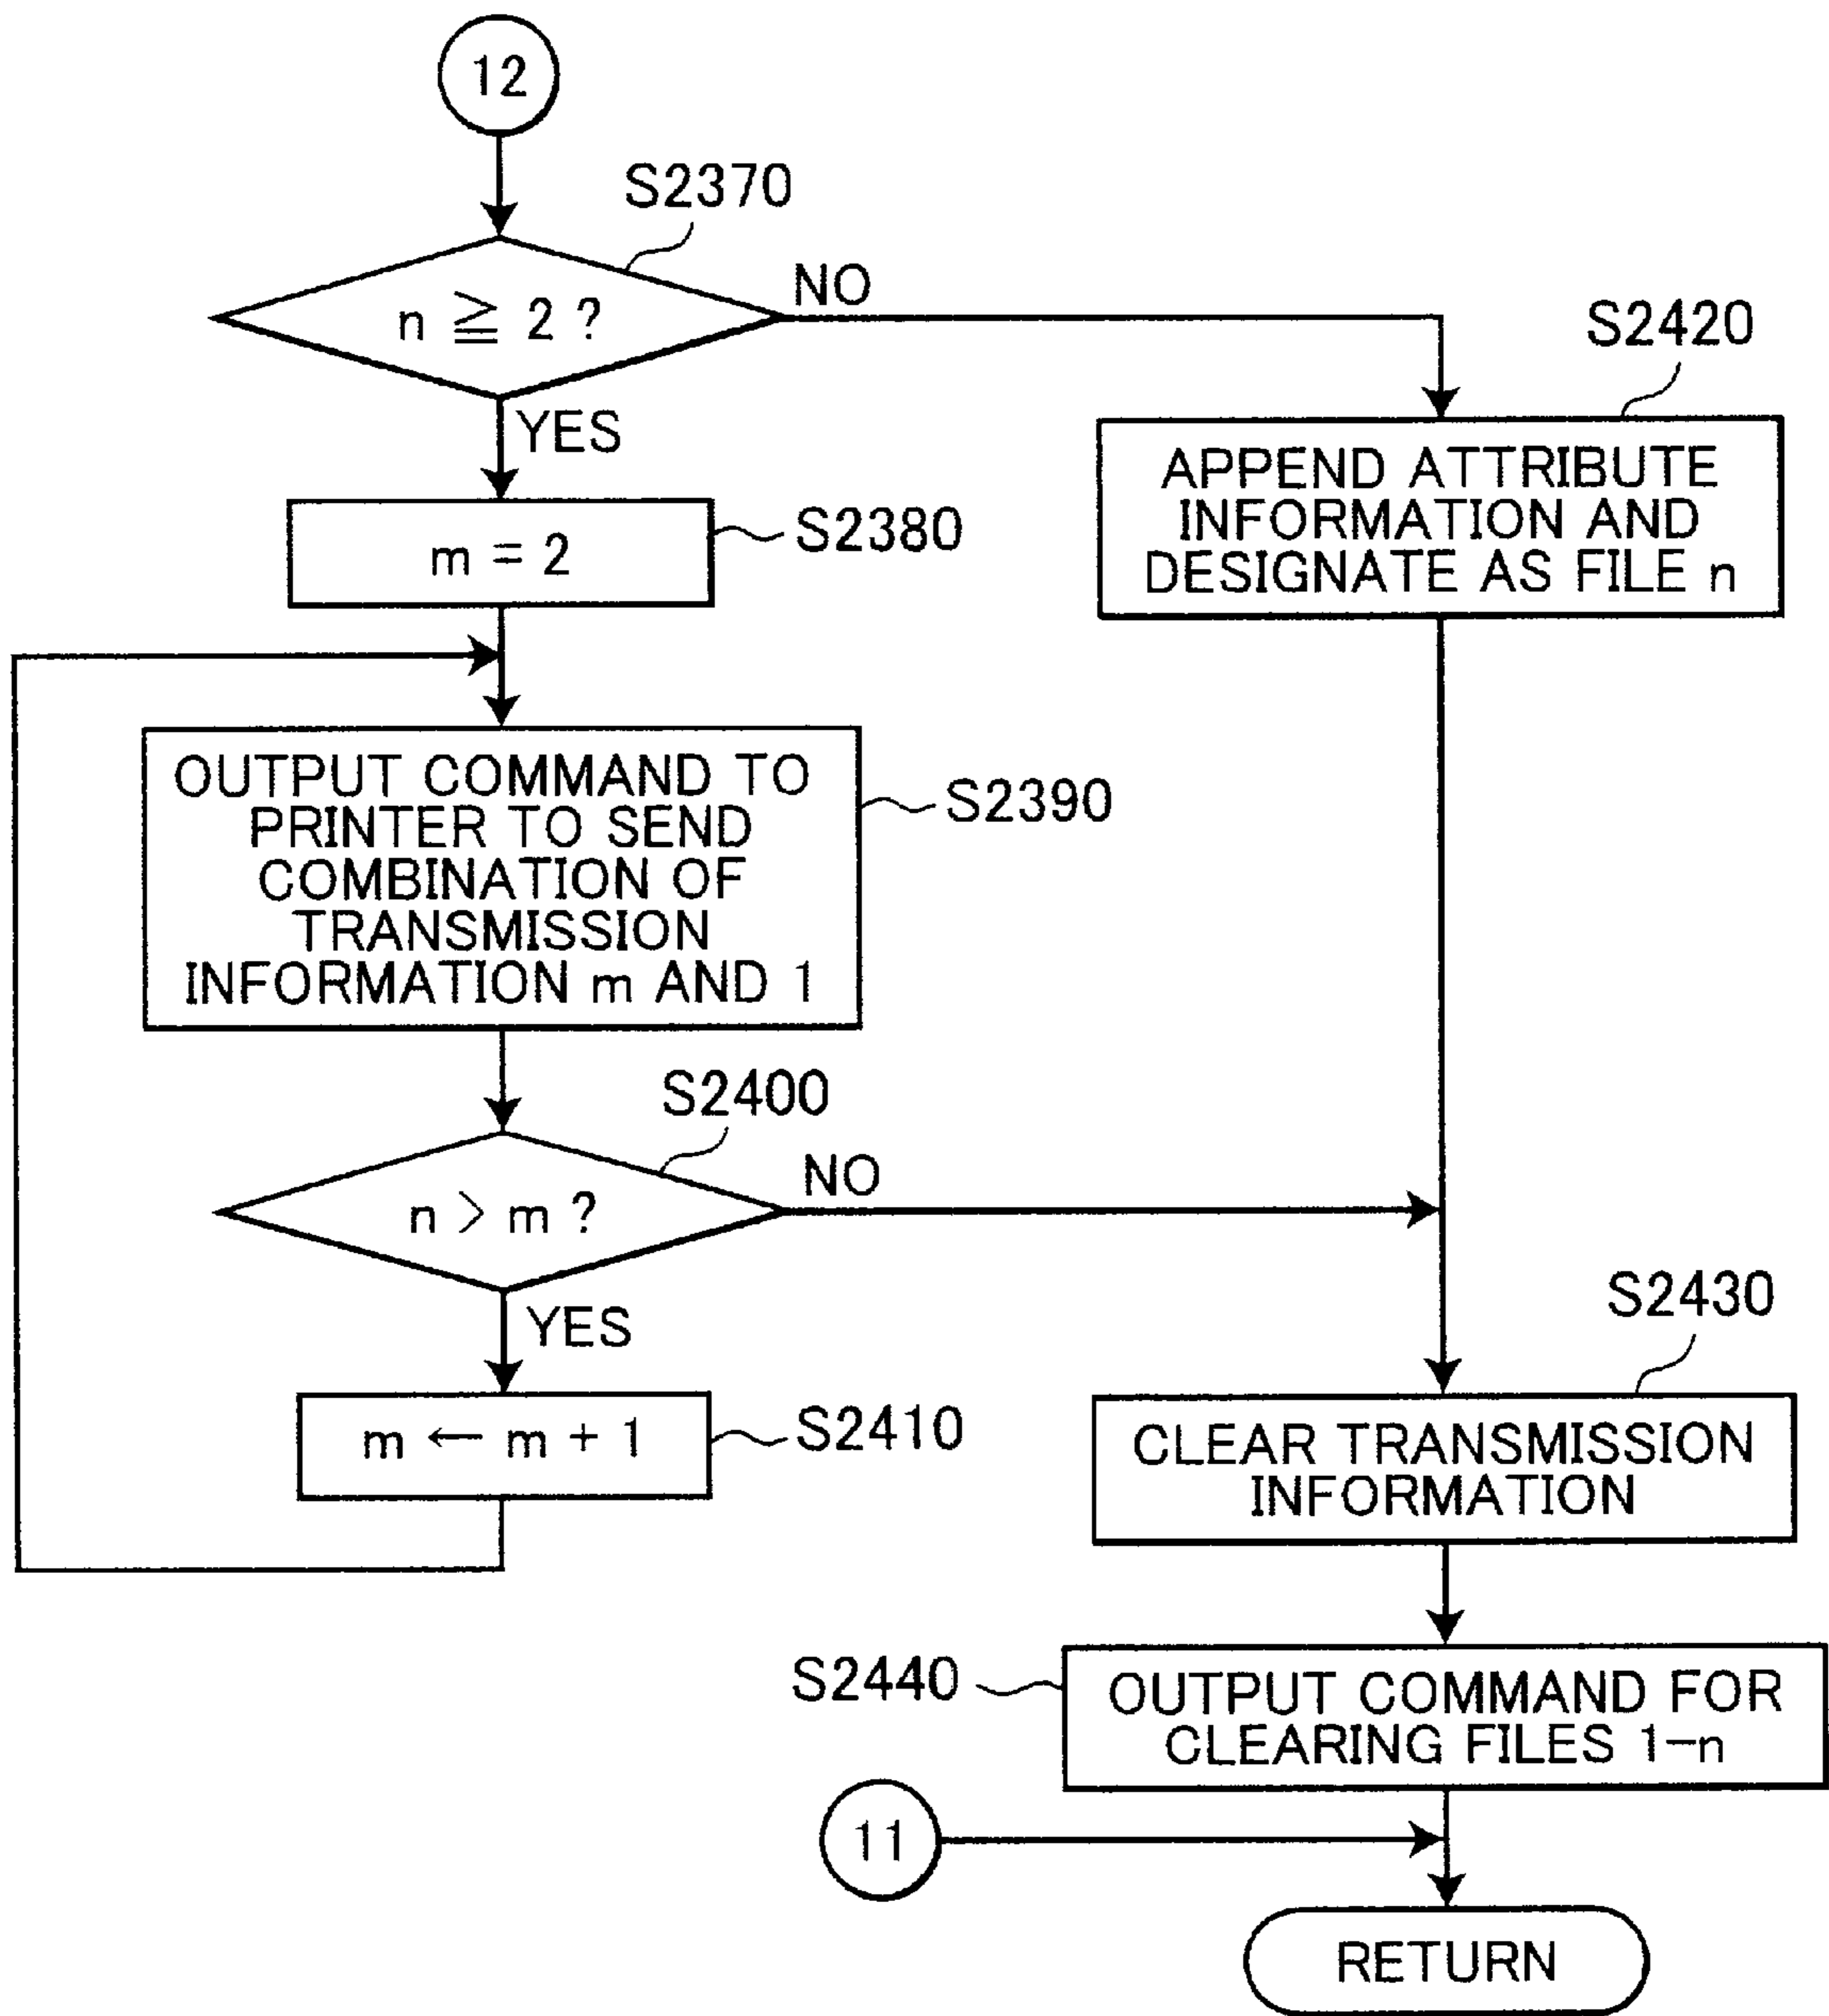 12
S2370
n ≧ 2 ?
NO
YES
S2380
m = 2
S2420
APPEND ATTRIBUTE
INFORMATION AND
DESIGNATE AS FILE n
OUTPUT COMMAND TO
PRINTER TO SEND
COMBINATION OF
TRANSMISSION
INFORMATION m AND 1
S2390
S2400
n > m ?
NO
YES
S2410
m ← m + 1
S2430
CLEAR TRANSMISSION
INFORMATION
S2440
OUTPUT COMMAND FOR
CLEARING FILES 1-n
11
RETURN